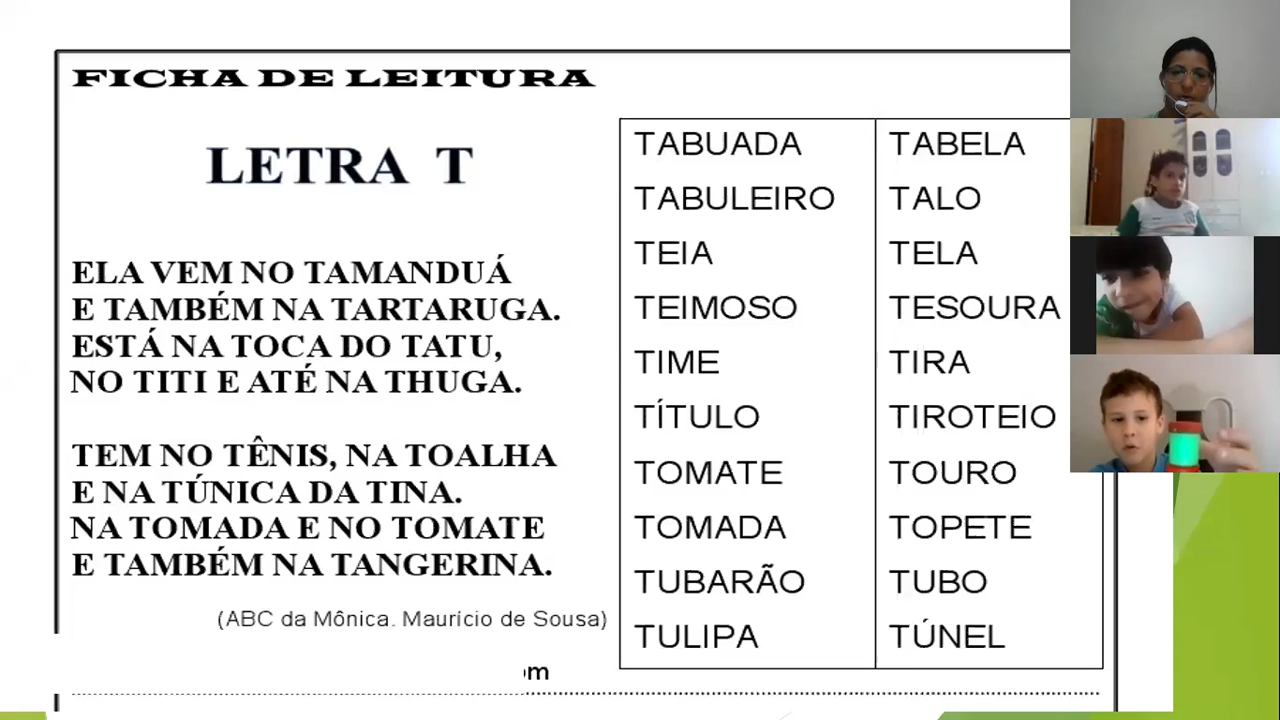 FICHA DE LEITURA
LETRA T
ELA VEM NO TAMANDUÁ
E TAMBÉM NA TARTARUGA.
ESTÁ NA TOCA DO TATU,
NO TITI E ATÉ NA THUGA.
TEM NO TÊNIS, NA TOALHA
E NA TÚNICA DA TINA.
NA TOMADA E NO TOMATE
E TAMBÉM NA TANGERINA.
(ABC da Mônica. Maurício de Sousa)
om
TABUADA
TABULEIRO
TEIA
TEIMOSO
TIME
TÍTULO
TOMATE
TOMADA
TUBARÃO
TULIPA
TABELA
TALO
TELA
TESOURA
TIRA
TIROTEIO
TOURO
TOPETE
TUBO
TÚNEL